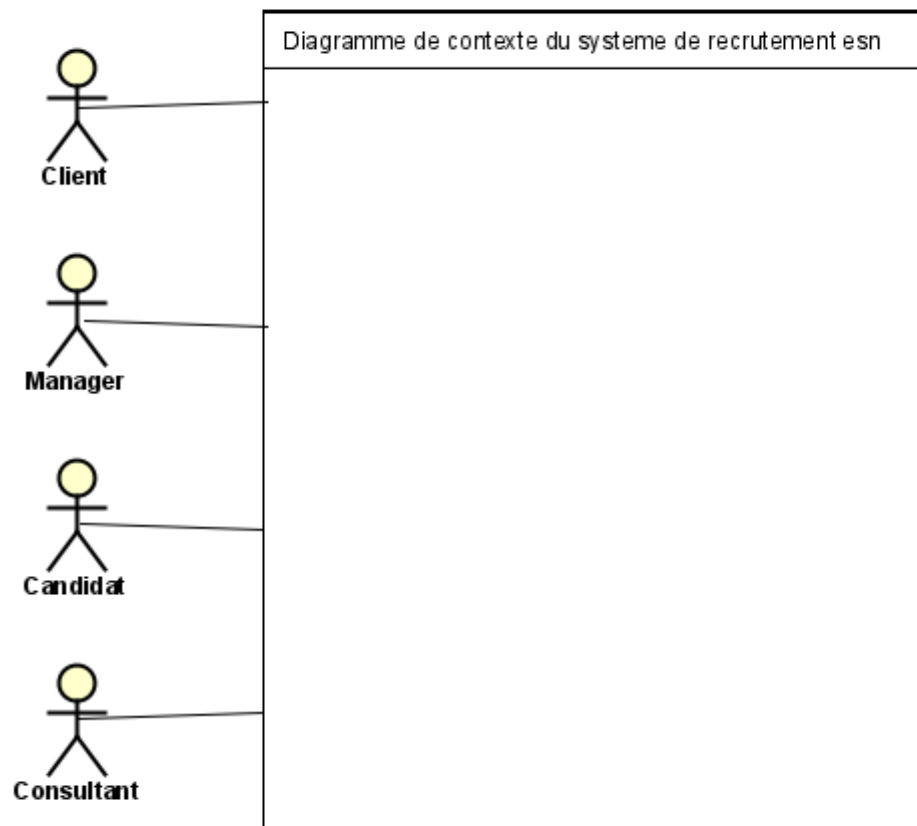 Diagramme de contexte du systeme de recrutement esn
Client
Manager
Candidat
Consultant